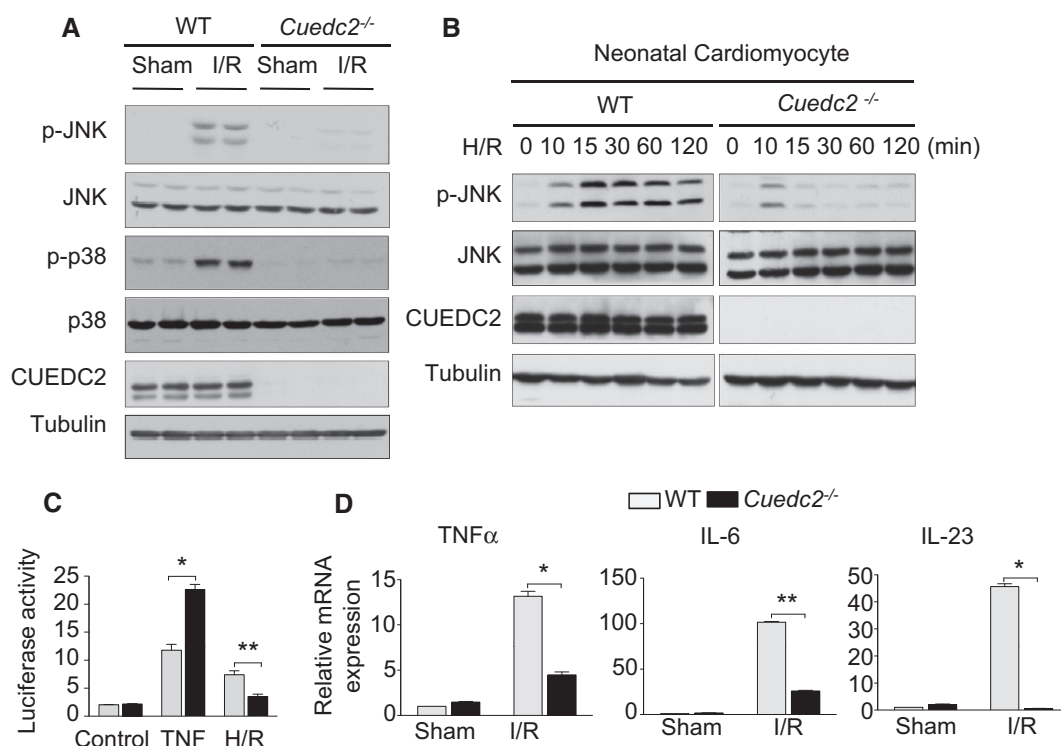 A
WT Cuedc2-/-
Sham I/R Sham I/R
p-JNK
JNK
p-p38
p38
CUEDC2
Tubulin
B
Neonatal Cardiomyocyte
WT Cuedc2 -/-
H/R 0 10 15 30 60 120 0 10 15 30 60 120 (min)
p-JNK
JNK
CUEDC2
Tubulin
C
Luciferase activity
25
20
15
10
5
0
*
**
Control TNF H/R
D
WT Cuedc2-/-
Relative mRNA
expression
TNFα
15
10
5
0
*
Sham I/R
IL-6
100
50
0
**
Sham I/R
IL-23
50
40
30
20
10
0
*
Sham I/R